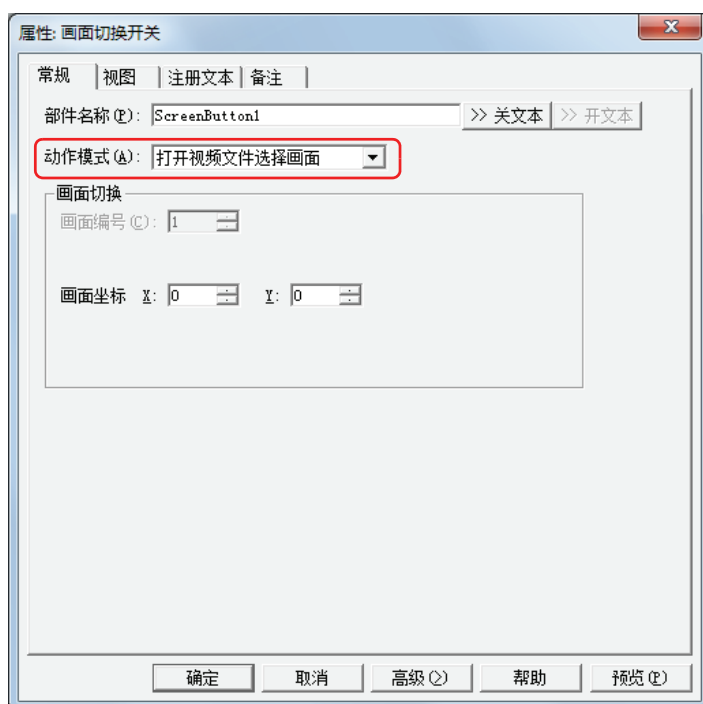 属性: 画面切换开关
常规 视图 注册文本 备注
部件名称(P): ScreenButton1 >> 关文本 >> 开文本
动作模式(A): 打开视频文件选择画面
画面切换
画面编号(C): 1
画面坐标 X: 0 Y: 0
确定 取消 高级(>) 帮助 预览(P)